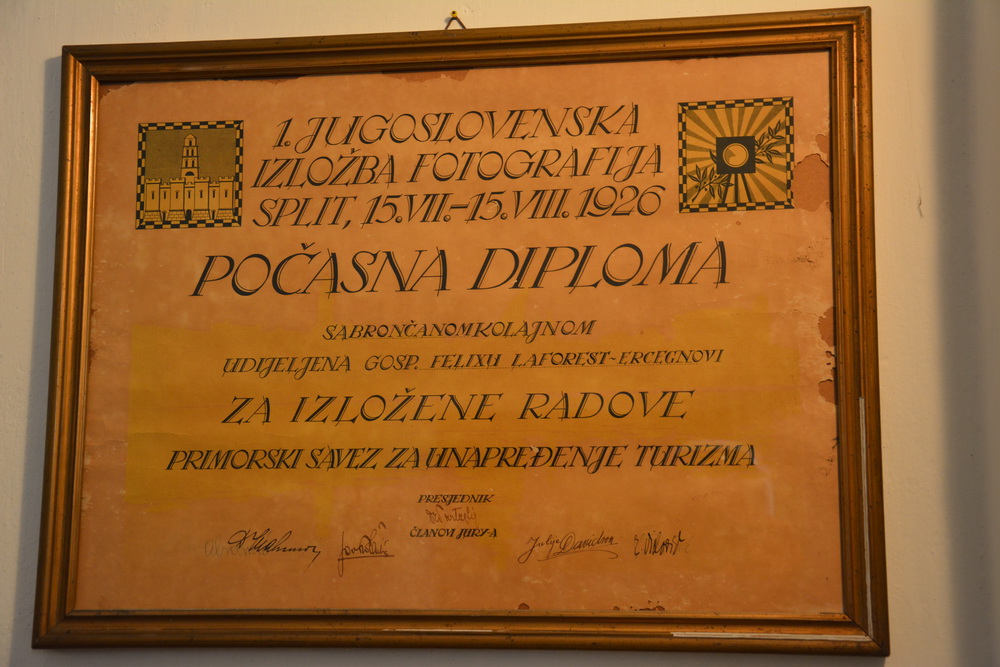 1. JUGOSLOVENSKA
IZLOŽBA FOTOGRAFIJA
SPLIT, 15.VII.-15.VIII.1926
POČASNA DIPLOMA
SA BRONČANOM KOLAJNOM
UDIJELJENA GOSP. FELIXU LAFOREST-ERCEGNOVI
ZA IZLOŽENE RADOVE
PRIMORSKI SAVEZ ZA UNAPREĐENJE TURIZMA
PRESJEDNIK
ČLANOVI JURY-A